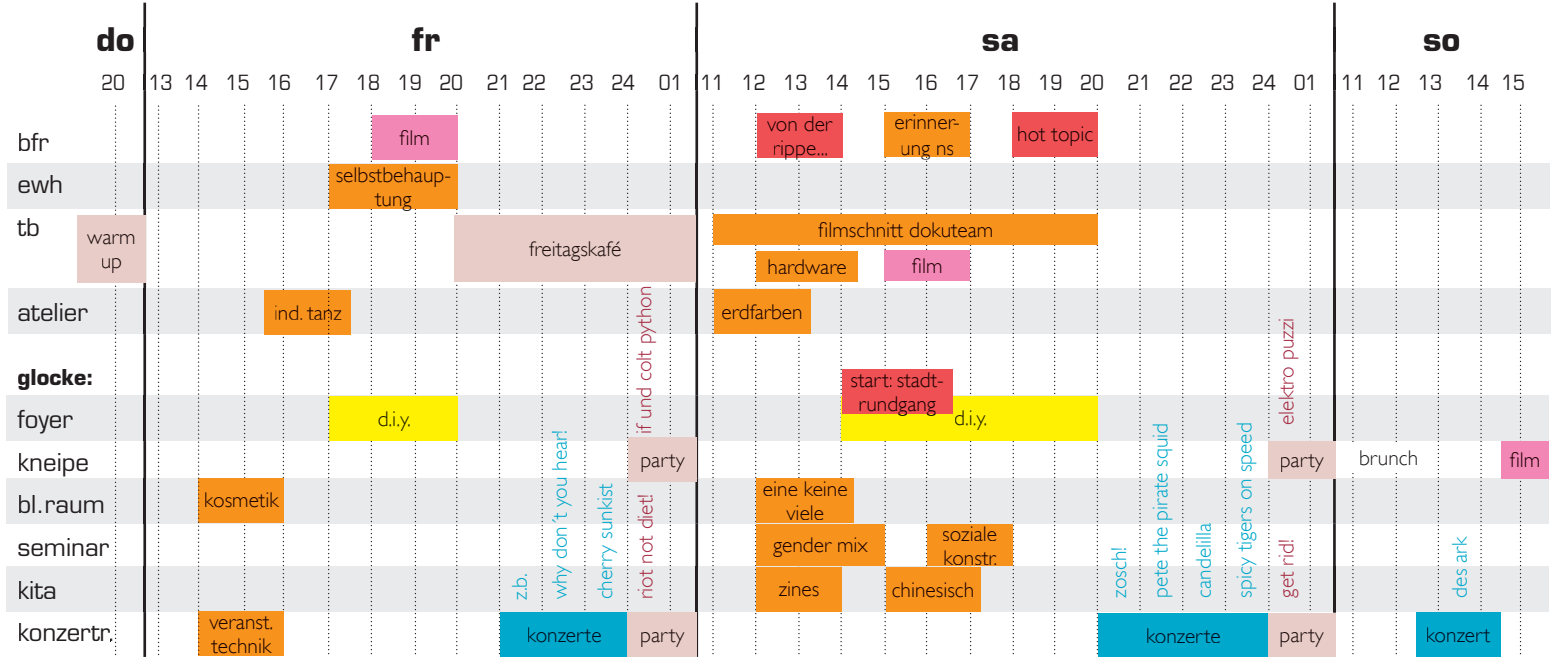 do fr sa so
20 13 14 15 16 17 18 19 20 21 22 23 24 01 11 12 13 14 15 16 17 18 19 20 21 22 23 24 01 11 12 13 14 15
bfr
film
von der
rippe...
erinner-
ung ns
hot topic
ewh
selbstbehaup-
tung
tb
warm
up
freitagskafé
filmschnitt dokuteam
hardware
film
atelier
ind. tanz
erdfarben
if und colt python
elektro puzzi
glocke:
start: stadt-
rundgang
foyer
d.i.y.
d.i.y.
kneipe
party
party
brunch
film
bl.raum
kosmetik
eine keine
viele
seminar
gender mix
soziale
konstr.
kita
zines
chinesisch
z.b.
why don´t you hear!
cherry sunkist
riot not diet!
zosch!
pete the pirate squid
candelilla
spicy tigers on speed
get rid!
des ark
konzertr.
veranst.
technik
konzerte
party
konzerte
party
konzert